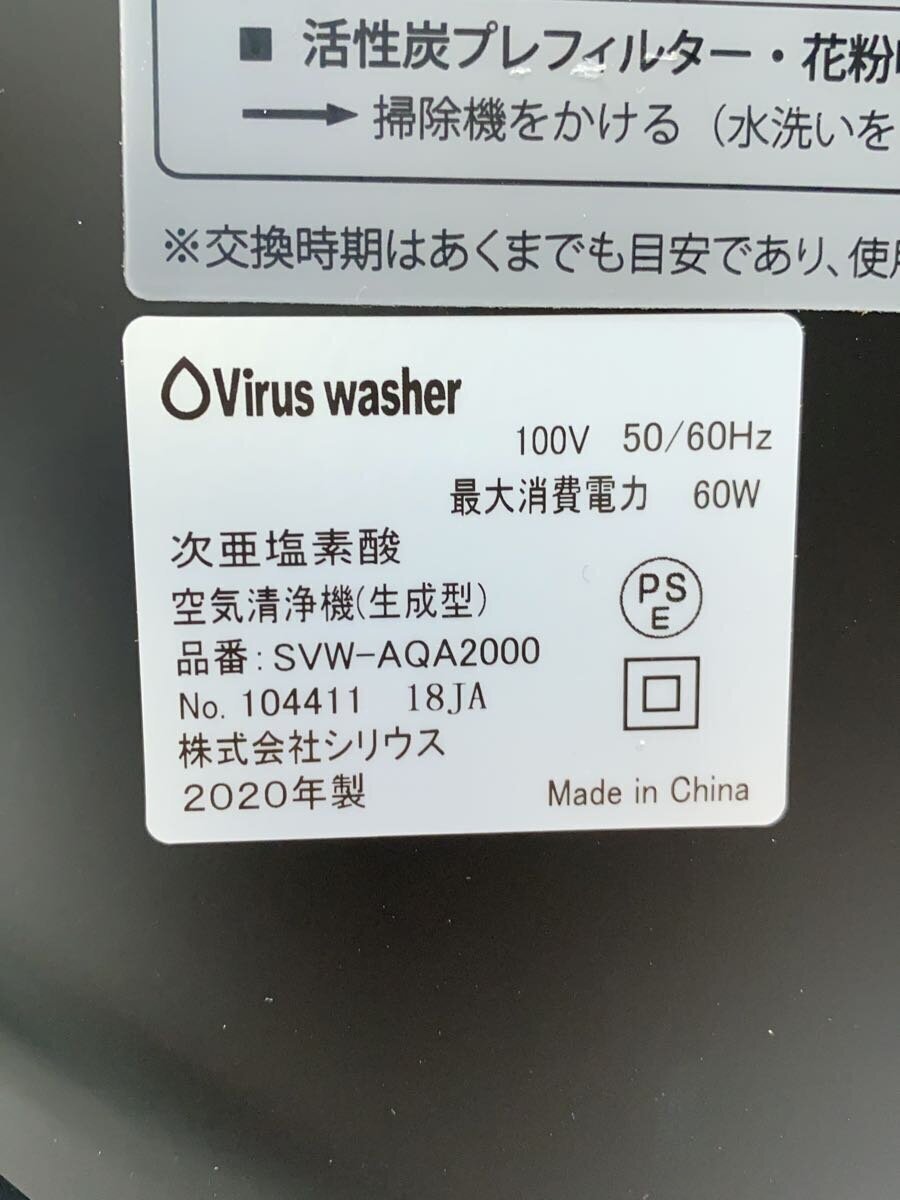 ■ 活性炭プレフィルター・花粉
→ 掃除機をかける（水洗いを
※交換時期はあくまでも目安であり、使用
Virus washer
100V 50/60Hz
最大消費電力 60W
次亜塩素酸
空気清浄機(生成型)
品番: SVW-AQA2000
No. 104411 18JA
株式会社シリウス
2020年製
PSE
Made in China